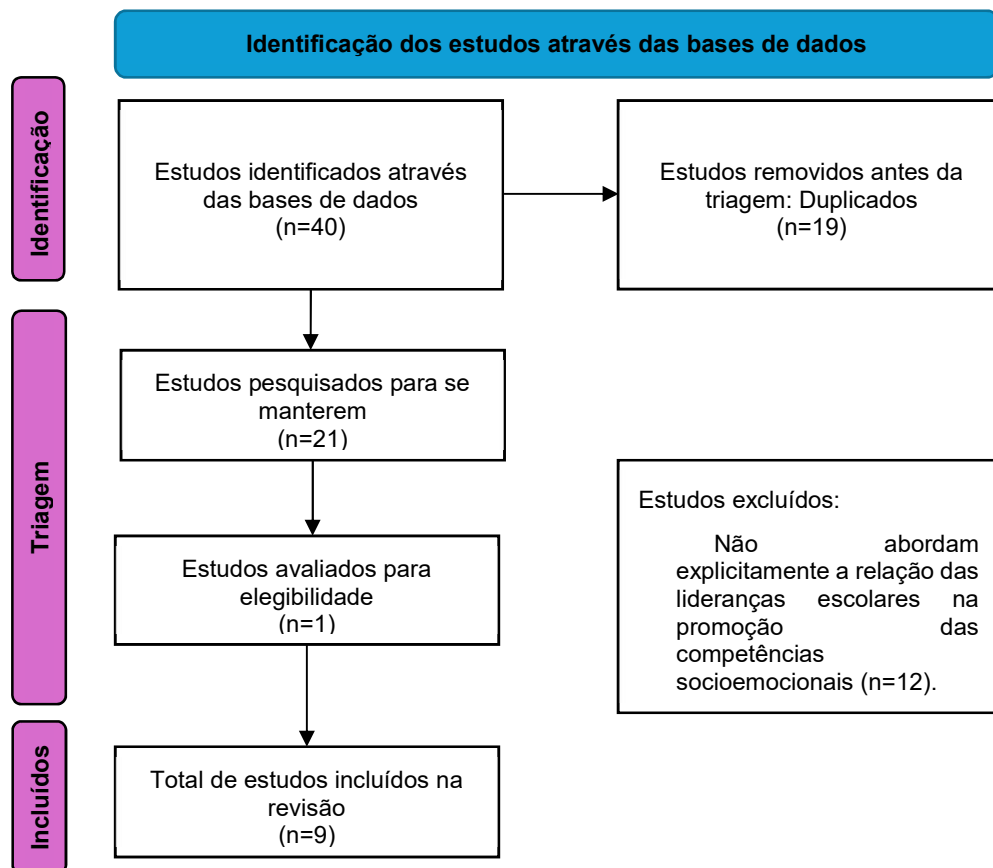 Identificação dos estudos através das bases de dados
Identificação
Estudos identificados através
das bases de dados
(n=40)
Estudos removidos antes da
triagem: Duplicados
(n=19)
Triagem
Estudos pesquisados para se
manterem
(n=21)
Estudos avaliados para
elegibilidade
(n=1)
Estudos excluídos:
Não abordam
explicitamente a relação das
lideranças escolares na
promoção das
competências
socioemocionais (n=12).
Incluídos
Total de estudos incluídos na
revisão
(n=9)